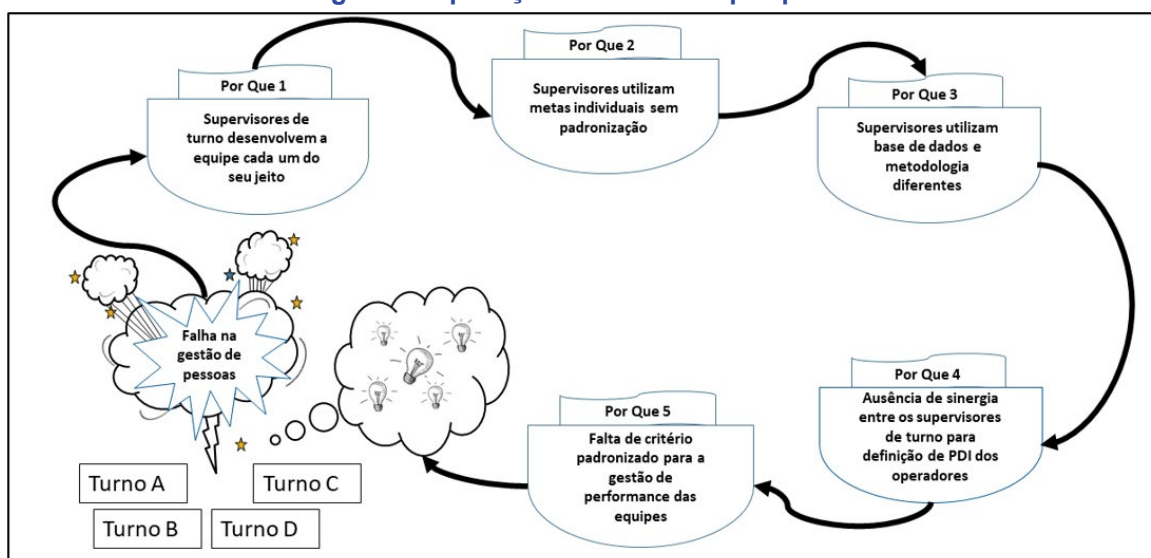 Por Que 1
Supervisores de
turno desenvolvem a
equipe cada um do
seu jeito
Por Que 2
Supervisores utilizam
metas individuais sem
padronização
Por Que 3
Supervisores utilizam
base de dados e
metodologia
diferentes
Por Que 4
Ausência de sinergia
entre os supervisores
de turno para
definição de PDI dos
operadores
Por Que 5
Falta de critério
padronizado para a
gestão de
performance das
equipes
Falha na
gestão de
pessoas
Turno A
Turno C
Turno B
Turno D